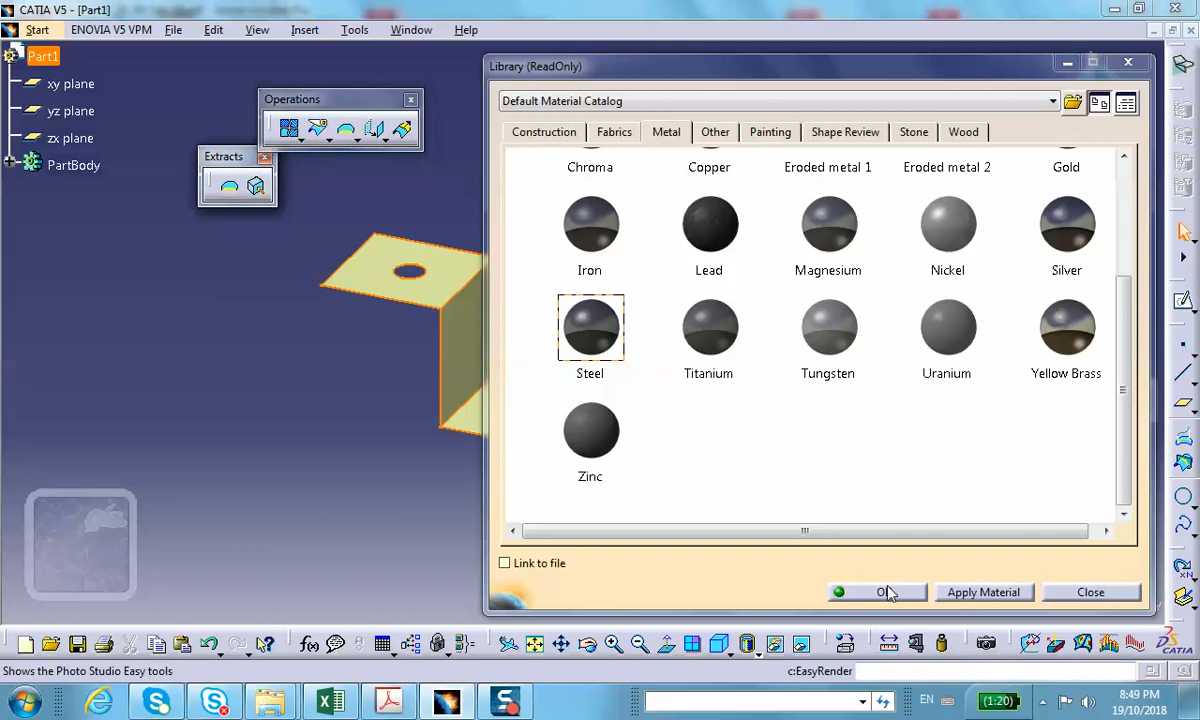 CATIA V5 - [Part1]
Start ENOVIA V5 VPM File Edit View Insert Tools Window Help
Part1
xy plane
yz plane
zx plane
PartBody
Operations
Extracts
Library (ReadOnly)
Default Material Catalog
Construction Fabrics Metal Other Painting Shape Review Stone Wood
Chroma Copper Eroded metal 1 Eroded metal 2 Gold
Iron Lead Magnesium Nickel Silver
Steel Titanium Tungsten Uranium Yellow Brass
Zinc
Link to file
Apply Material Close
f(x)
CATIA
Shows the Photo Studio Easy tools c:EasyRender
EN (1:20) 8:49 PM
19/10/2018